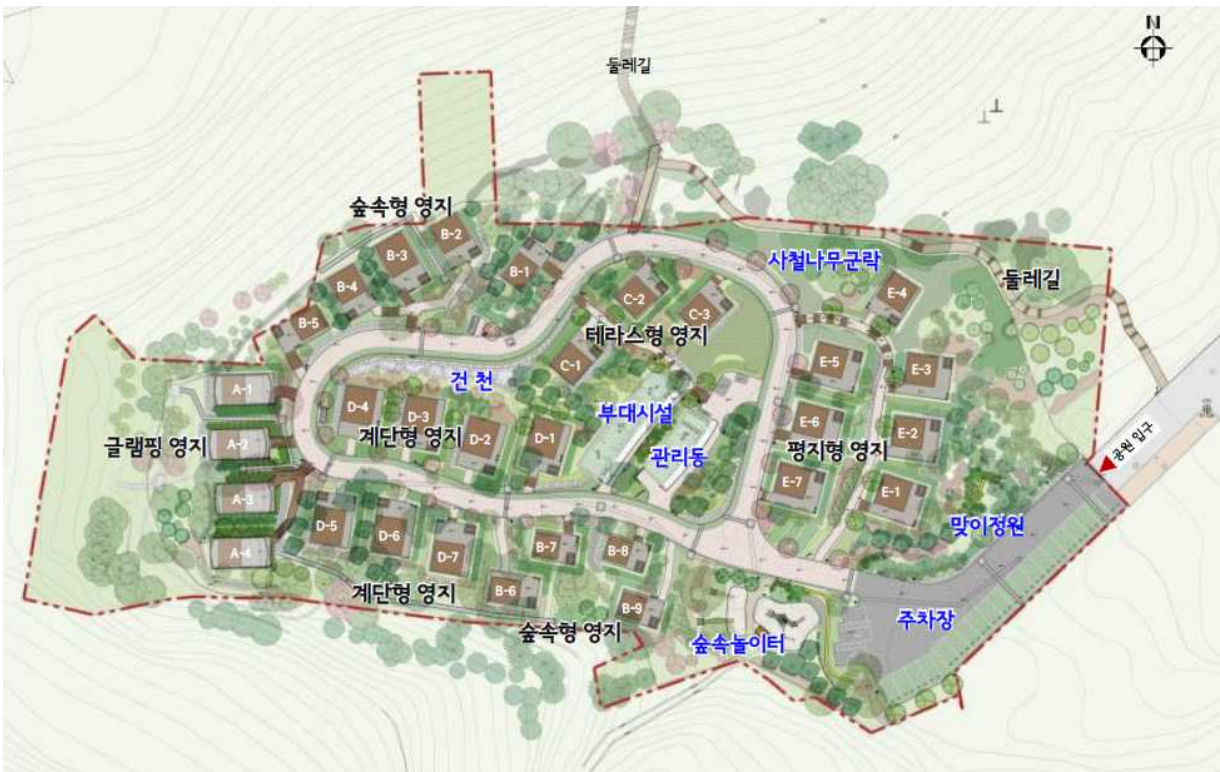 N
둘레길
숲속형 영지
B-2
B-3
B-1
B-4
B-5
사철나무군락
E-4
둘레길
C-2
C-3
테라스형 영지
C-1
E-5
E-3
건 천
A-1
D-4
D-3
계단형 영지
D-2
D-1
부대시설
관리동
E-6
E-2
평지형 영지
글램핑 영지
A-2
공원 입구
E-7
E-1
A-3
맞이정원
D-5
D-6
D-7
B-7
B-8
A-4
계단형 영지
B-6
B-9
숲속형 영지
숲속놀이터
주차장